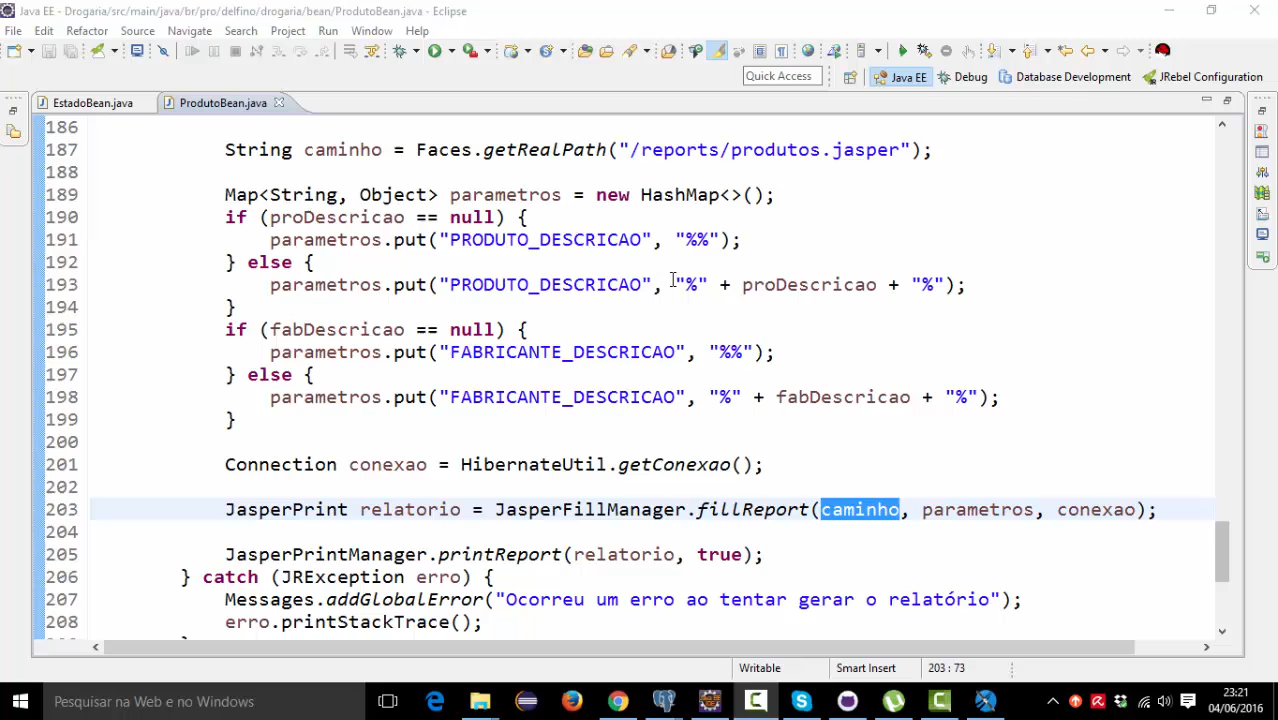 Java EE - Drogaria/src/main/java/br/pro/delfino/drogaria/bean/ProdutoBean.java - Eclipse
File Edit Refactor Source Navigate Search Project Run Window Help
Quick Access Java EE Debug Database Development JRebel Configuration
EstadoBean.java ProdutoBean.java
186
187 String caminho = Faces.getRealPath("/reports/produtos.jasper");
188
189 Map<String, Object> parametros = new HashMap<>();
190 if (proDescricao == null) {
191 parametros.put("PRODUTO_DESCRICAO", "%%");
192 } else {
193 parametros.put("PRODUTO_DESCRICAO", "%" + proDescricao + "%");
194 }
195 if (fabDescricao == null) {
196 parametros.put("FABRICANTE_DESCRICAO", "%%");
197 } else {
198 parametros.put("FABRICANTE_DESCRICAO", "%" + fabDescricao + "%");
199 }
200
201 Connection conexao = HibernateUtil.getConexao();
202
203 JasperPrint relatorio = JasperFillManager.fillReport(caminho, parametros, conexao);
204
205 JasperPrintManager.printReport(relatorio, true);
206 } catch (JRException erro) {
207 Messages.addGlobalError("Ocorreu um erro ao tentar gerar o relatório");
208 erro.printStackTrace();
Writable Smart Insert 203 : 73
Pesquisar na Web e no Windows
23:21
04/06/2016